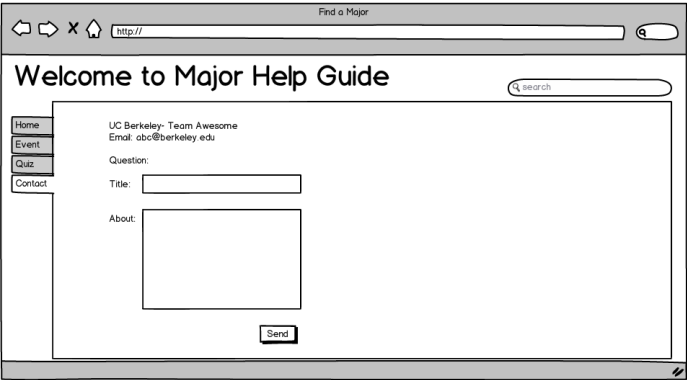 Find a Major
http://
Welcome to Major Help Guide
search
Home
Event
Quiz
Contact
UC Berkeley- Team Awesome
Email: abc@berkeley.edu
Question:
Title:
About:
Send